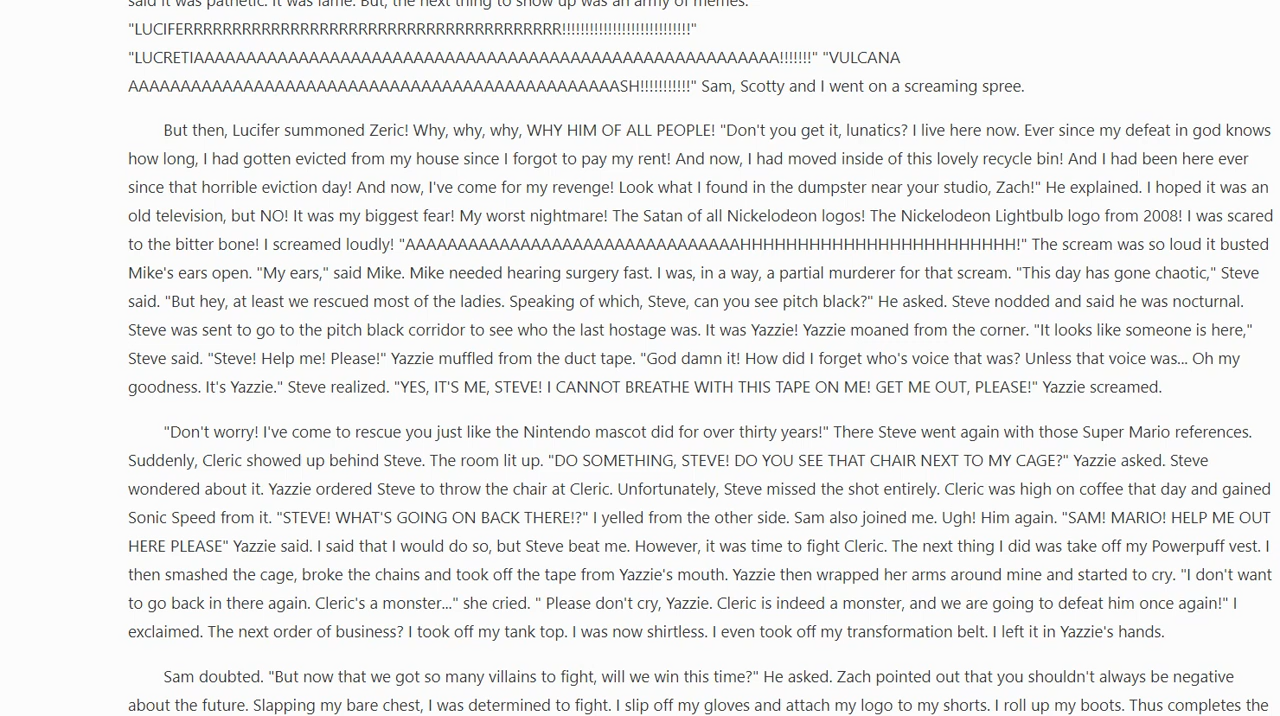 said it was pathetic. It was lame. But, the next thing to show up was an army of memes.
"LUCIFERRRRRRRRRRRRRRRRRRRRRRRRRRRRRRRRRRRRRRR!!!!!!!!!!!!!!!!!!!!!!!!!!!!"
"LUCRETIAAAAAAAAAAAAAAAAAAAAAAAAAAAAAAAAAAAAAAAAAAAAAAAAAAAAAAAA!!!!!!!" "VULCANA
AAAAAAAAAAAAAAAAAAAAAAAAAAAAAAAAAAAAAAAAAAAAAAASH!!!!!!!!!!!" Sam, Scotty and I went on a screaming spree.
But then, Lucifer summoned Zeric! Why, why, why, WHY HIM OF ALL PEOPLE! "Don't you get it, lunatics? I live here now. Ever since my defeat in god knows
how long, I had gotten evicted from my house since I forgot to pay my rent! And now, I had moved inside of this lovely recycle bin! And I had been here ever
since that horrible eviction day! And now, I've come for my revenge! Look what I found in the dumpster near your studio, Zach!" He explained. I hoped it was an
old television, but NO! It was my biggest fear! My worst nightmare! The Satan of all Nickelodeon logos! The Nickelodeon Lightbulb logo from 2008! I was scared
to the bitter bone! I screamed loudly! "AAAAAAAAAAAAAAAAAAAAAAAAAAAAAAAAHHHHHHHHHHHHHHHHHHHHHHHH!" The scream was so loud it busted
Mike's ears open. "My ears," said Mike. Mike needed hearing surgery fast. I was, in a way, a partial murderer for that scream. "This day has gone chaotic," Steve
said. "But hey, at least we rescued most of the ladies. Speaking of which, Steve, can you see pitch black?" He asked. Steve nodded and said he was nocturnal.
Steve was sent to go to the pitch black corridor to see who the last hostage was. It was Yazzie! Yazzie moaned from the corner. "It looks like someone is here,"
Steve said. "Steve! Help me! Please!" Yazzie muffled from the duct tape. "God damn it! How did I forget who's voice that was? Unless that voice was... Oh my
goodness. It's Yazzie." Steve realized. "YES, IT'S ME, STEVE! I CANNOT BREATHE WITH THIS TAPE ON ME! GET ME OUT, PLEASE!" Yazzie screamed.
"Don't worry! I've come to rescue you just like the Nintendo mascot did for over thirty years!" There Steve went again with those Super Mario references.
Suddenly, Cleric showed up behind Steve. The room lit up. "DO SOMETHING, STEVE! DO YOU SEE THAT CHAIR NEXT TO MY CAGE?" Yazzie asked. Steve
wondered about it. Yazzie ordered Steve to throw the chair at Cleric. Unfortunately, Steve missed the shot entirely. Cleric was high on coffee that day and gained
Sonic Speed from it. "STEVE! WHAT'S GOING ON BACK THERE!?" I yelled from the other side. Sam also joined me. Ugh! Him again. "SAM! MARIO! HELP ME OUT
HERE PLEASE" Yazzie said. I said that I would do so, but Steve beat me. However, it was time to fight Cleric. The next thing I did was take off my Powerpuff vest. I
then smashed the cage, broke the chains and took off the tape from Yazzie's mouth. Yazzie then wrapped her arms around mine and started to cry. "I don't want
to go back in there again. Cleric's a monster..." she cried. " Please don't cry, Yazzie. Cleric is indeed a monster, and we are going to defeat him once again!" I
exclaimed. The next order of business? I took off my tank top. I was now shirtless. I even took off my transformation belt. I left it in Yazzie's hands.
Sam doubted. "But now that we got so many villains to fight, will we win this time?" He asked. Zach pointed out that you shouldn't always be negative
about the future. Slapping my bare chest, I was determined to fight. I slip off my gloves and attach my logo to my shorts. I roll up my boots. Thus completes the